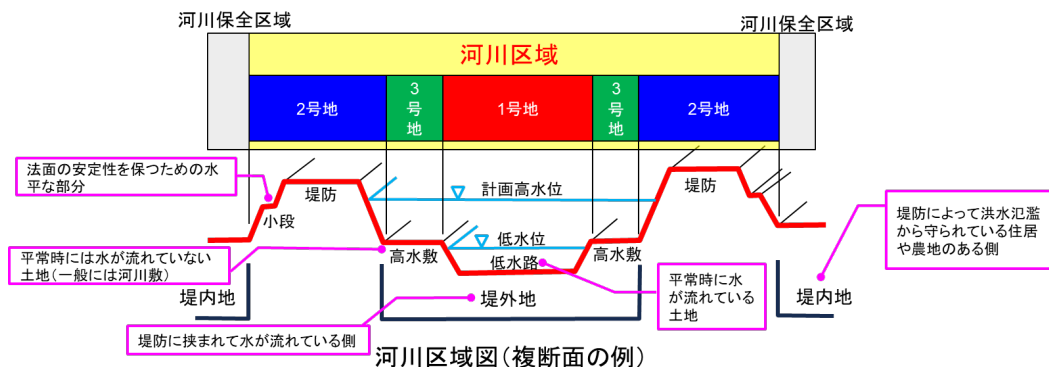 河川保全区域
河川保全区域
河川区域
2号地
3号地
1号地
3号地
2号地
法面の安定性を保つための水
平な部分
堤防
小段
計画高水位
堤防
堤防によって洪水氾濫
から守られている住居
や農地のある側
平常時には水が流れていない
土地(一般には河川敷)
高水敷
低水位
低水路
高水敷
平常時に水
が流れている
土地
堤内地
堤外地
堤内地
堤防に挟まれて水が流れている側
河川区域図(複断面の例)